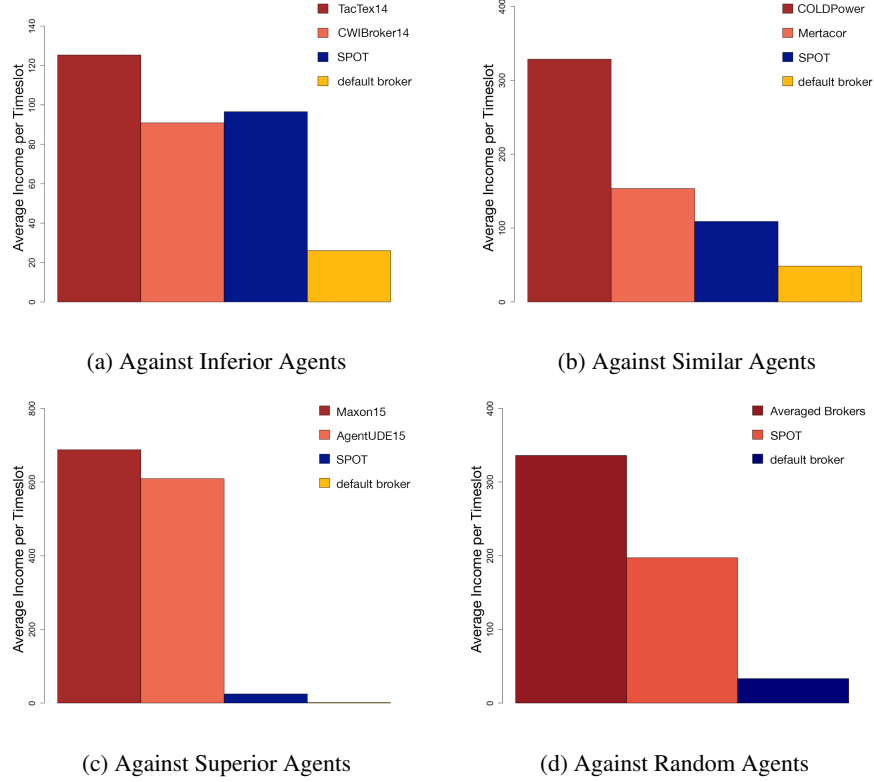 TacTex14
CWIBroker14
SPOT
default broker
Average Income per Timeslot
0
20
40
60
80
100
120
140
(a) Against Inferior Agents
COLDPower
Mertacor
SPOT
default broker
Average Income per Timeslot
0
100
200
300
400
(b) Against Similar Agents
Maxon15
AgentUDE15
SPOT
default broker
Average Income per Timeslot
0
200
400
600
800
(c) Against Superior Agents
Averaged Brokers
SPOT
default broker
Average Income per Timeslot
0
100
200
300
400
(d) Against Random Agents